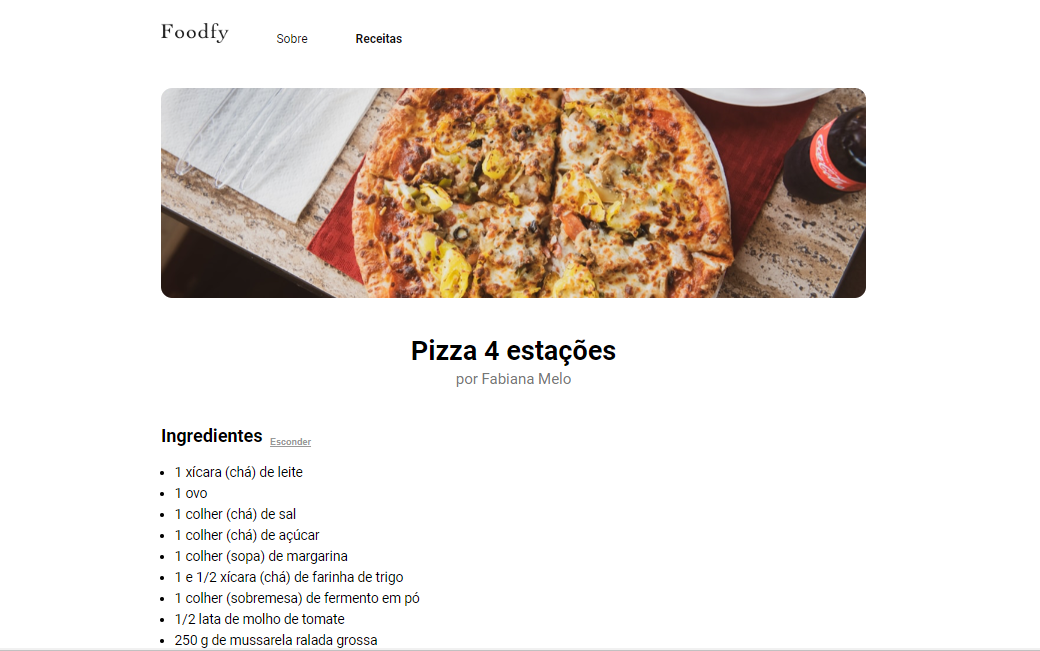 Foodfy
Sobre
Receitas
Coca-Cola
Pizza 4 estações
por Fabiana Melo
Ingredientes Esconder
1 xícara (chá) de leite
1 ovo
1 colher (chá) de sal
1 colher (chá) de açúcar
1 colher (sopa) de margarina
1 e 1/2 xícara (chá) de farinha de trigo
1 colher (sobremesa) de fermento em pó
1/2 lata de molho de tomate
250 g de mussarela ralada grossa